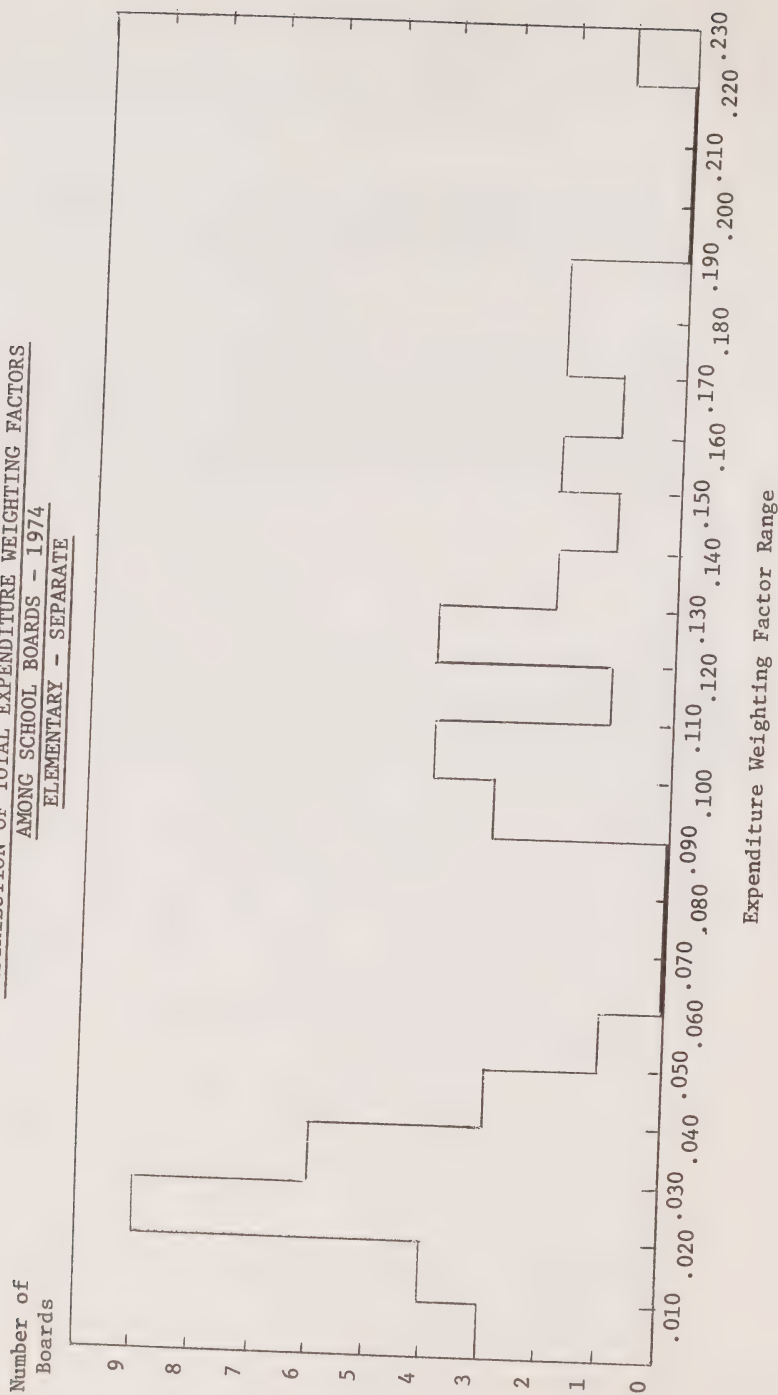 OF TOTAL EXPENDITURE WEIGHTING FACTORS
AMONG SCHOOL BOARDS - 1974
ELEMENTARY - SEPARATE
Number of
Boards
9
8
7
6
5
4
3
2
1
0
.010 .020 .030 .040 .050 .060 .070 .080 .090 .100 .110 .120 .130 .140 .150 .160 .170 .180 .190 .200 .210 .220 .230
Expenditure Weighting Factor Range